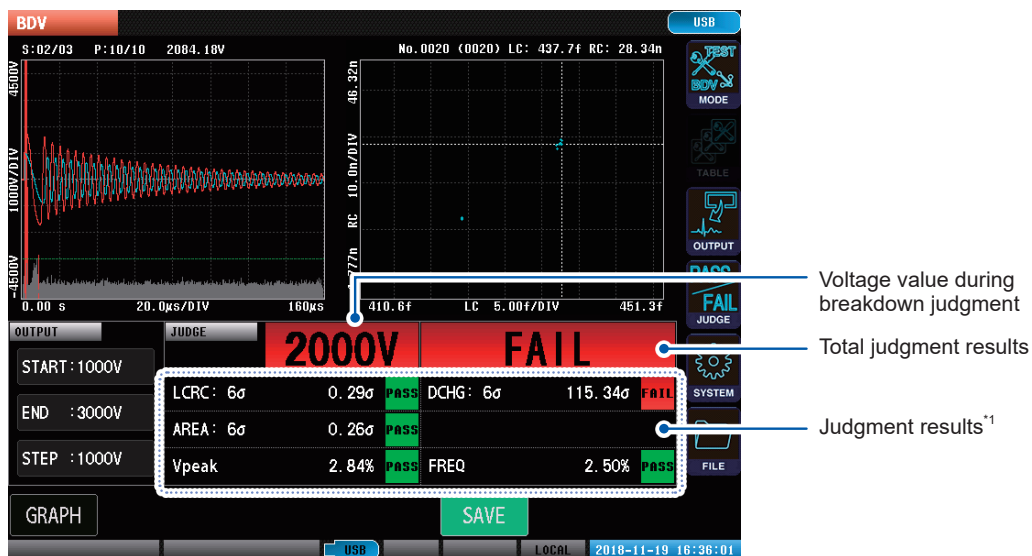 BDV
USB
S:02/03 P:10/10 2084.18V
No.0020 (0020) LC: 437.7f RC: 28.34n
4500V
1000V/DIV
-4500V
0.00 s 20.0µs/DIV 160µs
46.32n
RC 10.0n/DIV
410.6f LC 5.00f/DIV 451.3f
TEST
BDV
MODE
TABLE
OUTPUT
PASS
FAIL
JUDGE
SYSTEM
FILE
Voltage value during
breakdown judgment
Total judgment results
Judgment results*1
OUTPUT
START:1000V
END :3000V
STEP :1000V
JUDGE
2000V FAIL
LCRC: 6σ 0.29σ PASS DCHG: 6σ 115.34σ FAIL
AREA: 6σ 0.26σ PASS
Vpeak 2.84% PASS FREQ 2.50% PASS
GRAPH
SAVE
USB
LOCAL
2018-11-19 16:36:01